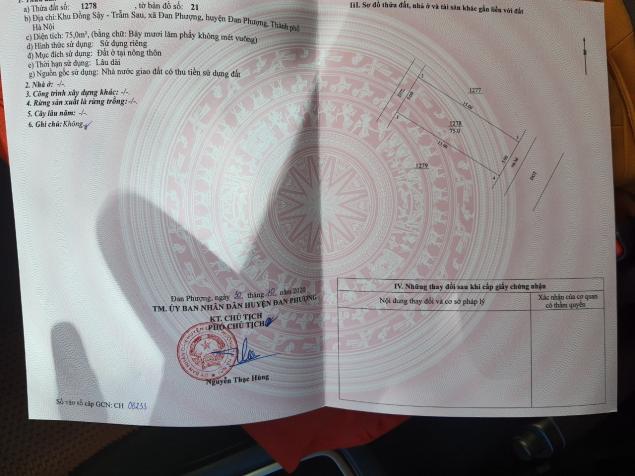 a) Thửa đất số: 1278 , tờ bản đồ số: 21
b) Địa chỉ: Khu Đồng Sậy - Trẫm Sau, xã Đan Phượng, huyện Đan Phượng, Thành phố
Hà Nội
c) Diện tích: 75,0m², (bằng chữ: Bảy mươi lăm phẩy không mét vuông)
d) Hình thức sử dụng: Sử dụng riêng
đ) Mục đích sử dụng: Đất ở tại nông thôn
e) Thời hạn sử dụng: Lâu dài
g) Nguồn gốc sử dụng: Nhà nước giao đất có thu tiền sử dụng đất
2. Nhà ở: -/-.
3. Công trình xây dựng khác: -/-.
4. Rừng sản xuất là rừng trồng: -/-.
5. Cây lâu năm: -/-.
6. Ghi chú: Không
Đan Phượng, ngày tháng năm 2020
TM. ỦY BAN NHÂN DÂN HUYỆN ĐAN PHƯỢNG
KT. CHỦ TỊCH
PHÓ CHỦ TỊCH
Nguyễn Thạc Hùng
Số vào sổ cấp GCN: CH
III. Sơ đồ thửa đất, nhà ở và tài sản khác gắn liền với đất
1277
1278
75.0
15.00
15.00
1279
IV. Những thay đổi sau khi cấp giấy chứng nhận
Nội dung thay đổi và cơ sở pháp lý
Xác nhận của cơ quan
có thẩm quyền